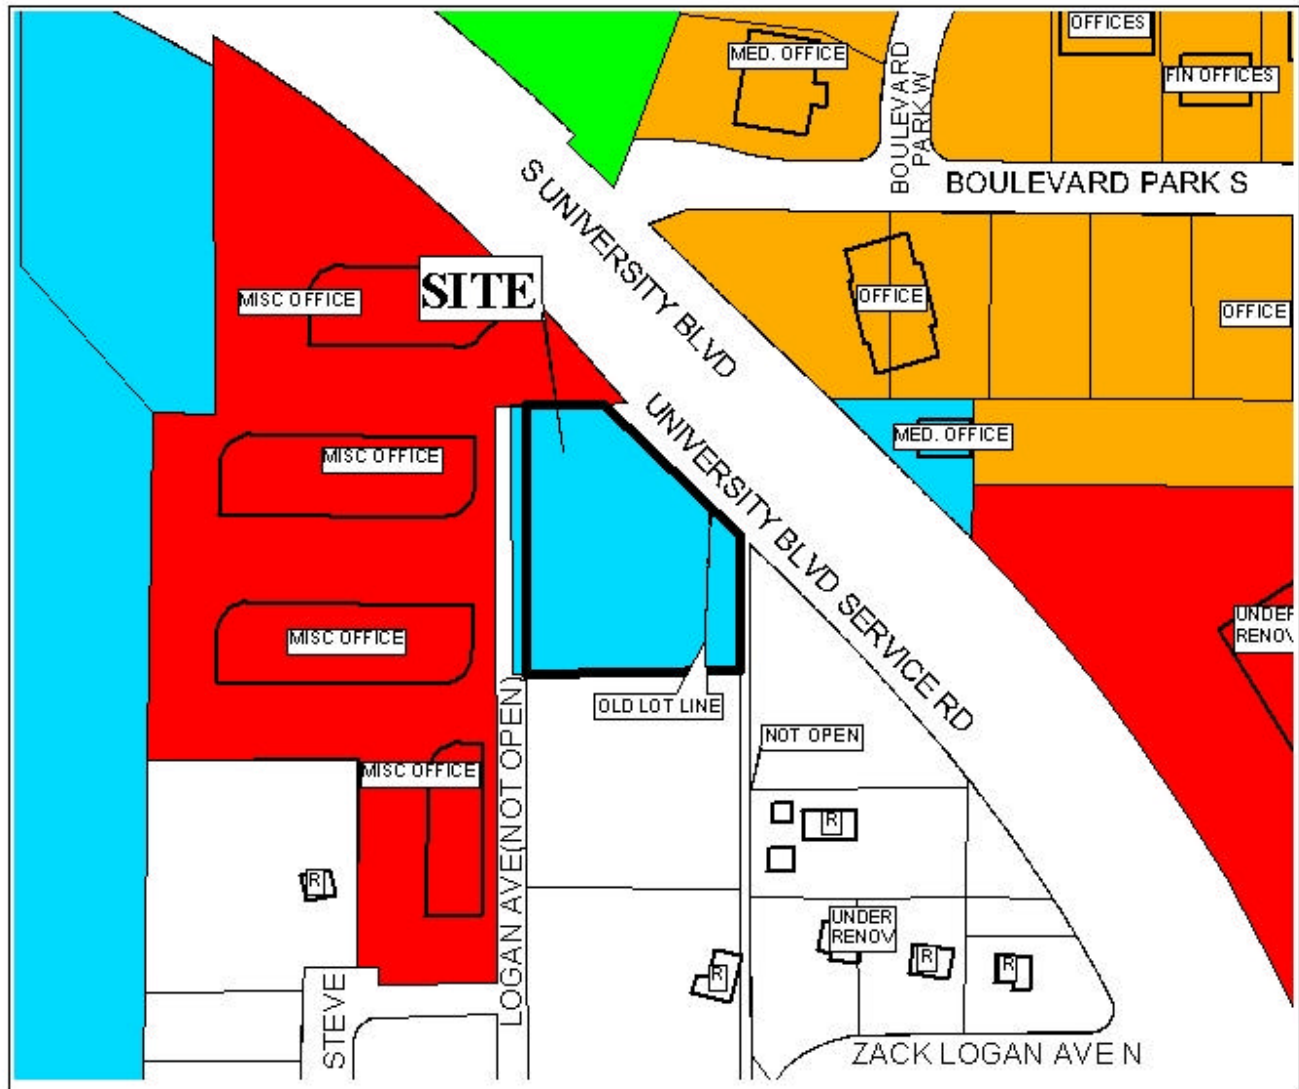 OFFICES
MED. OFFICE
FIN OFFICES
BOULEVARD
PARK W
BOULEVARD PARK S
S UNIVERSITY BLVD
SITE
MISC OFFICE
OFFICE
OFFICE
UNIVERSITY BLVD SERVICE RD
MED. OFFICE
MISC OFFICE
UNDER
RENOV
MISC OFFICE
OLD LOT LINE
NOT OPEN
MISC OFFICE
LOGAN AVE(NOT OPEN)
R
R
UNDER
RENOV
R
R
R
STEVE
ZACK LOGAN AVE N